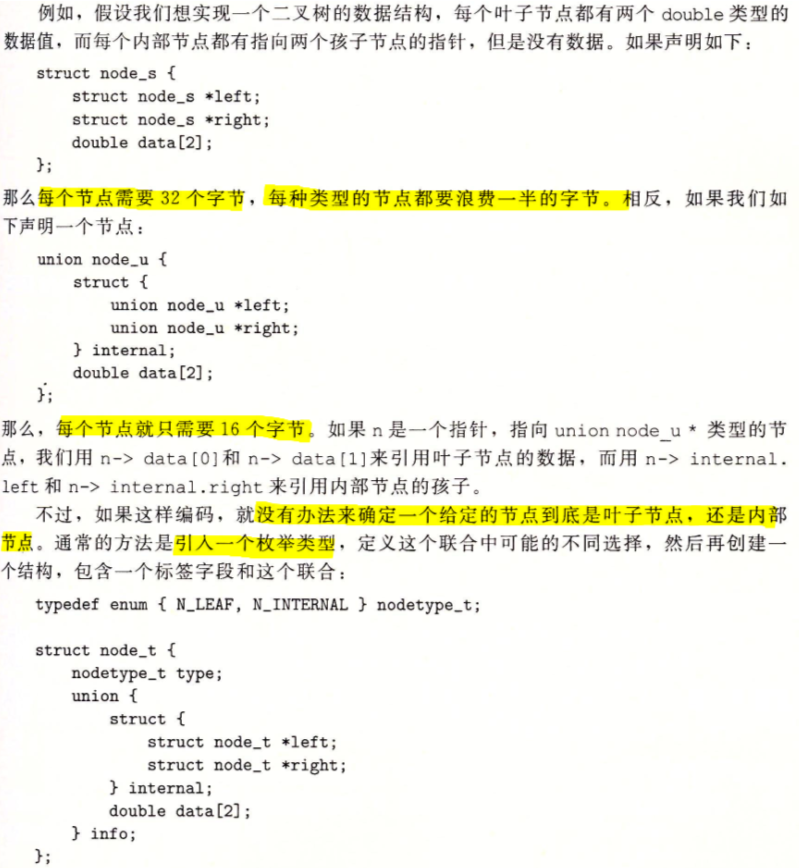 例如，假设我们想实现一个二叉树的数据结构，每个叶子节点都有两个 double 类型的
数据值，而每个内部节点都有指向两个孩子节点的指针，但是没有数据。如果声明如下：
struct node_s {
struct node_s *left;
struct node_s *right;
double data[2];
};
那么每个节点需要 32 个字节，每种类型的节点都要浪费一半的字节。相反，如果我们如
下声明一个节点：
union node_u {
struct {
union node_u *left;
union node_u *right;
} internal;
double data[2];
};
那么，每个节点就只需要 16 个字节。如果 n 是一个指针，指向 union node_u * 类型的节
点，我们用 n-> data[0]和 n-> data[1]来引用叶子节点的数据，而用 n-> internal.
left 和 n-> internal.right 来引用内部节点的孩子。
不过，如果这样编码，就没有办法来确定一个给定的节点到底是叶子节点，还是内部
节点。通常的方法是引入一个枚举类型，定义这个联合中可能的不同选择，然后再创建一
个结构，包含一个标签字段和这个联合：
typedef enum { N_LEAF, N_INTERNAL } nodetype_t;
struct node_t {
nodetype_t type;
union {
struct {
struct node_t *left;
struct node_t *right;
} internal;
double data[2];
} info;
};